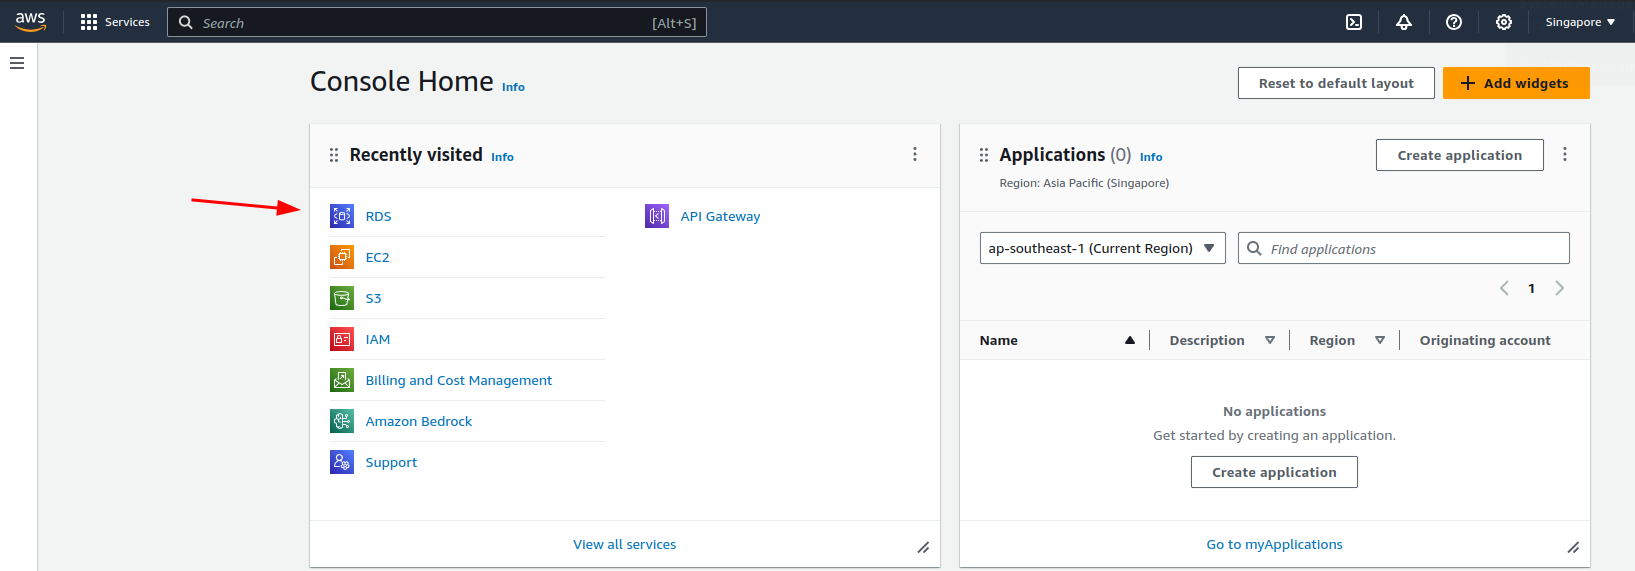 aws
Services
Search
[Alt+S]
Singapore
Console Home
Info
Reset to default layout
Add widgets
Recently visited
Info
RDS
EC2
S3
IAM
Billing and Cost Management
Amazon Bedrock
Support
API Gateway
View all services
Applications (0)
Info
Region: Asia Pacific (Singapore)
Create application
ap-southeast-1 (Current Region)
Find applications
1
Name
Description
Region
Originating account
No applications
Get started by creating an application.
Create application
Go to myApplications